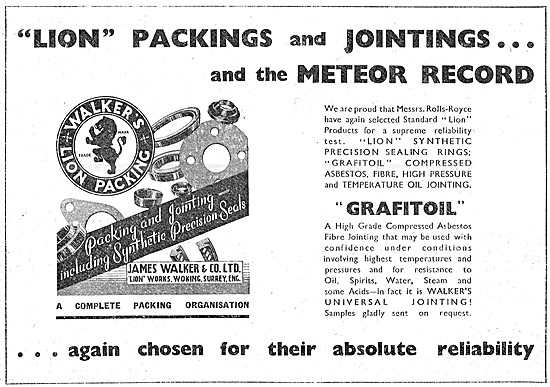 "LION" PACKINGS and JOINTINGS...
and the METEOR RECORD
WALKER'S
LION PACKING
TRADE MARK
Packing and Jointing
including Synthetic Precision Seals
JAMES WALKER & CO. LTD.
"LION" WORKS, WOKING, SURREY, ENG.
A COMPLETE PACKING ORGANISATION
We are proud that Messrs. Rolls-Royce
have again selected Standard "Lion"
Products for a supreme reliability
test. "LION" SYNTHETIC
PRECISION SEALING RINGS;
"GRAFITOIL" COMPRESSED
ASBESTOS, FIBRE, HIGH PRESSURE
and TEMPERATURE OIL JOINTING.
"GRAFITOIL"
A High Grade Compressed Asbestos
Fibre Jointing that may be used with
confidence under conditions
involving highest temperatures and
pressures and for resistance to
Oil, Spirits, Water, Steam and
some Acids—in fact it is WALKER'S
UNIVERSAL JOINTING!
Samples gladly sent on request.
...again chosen for their absolute reliability